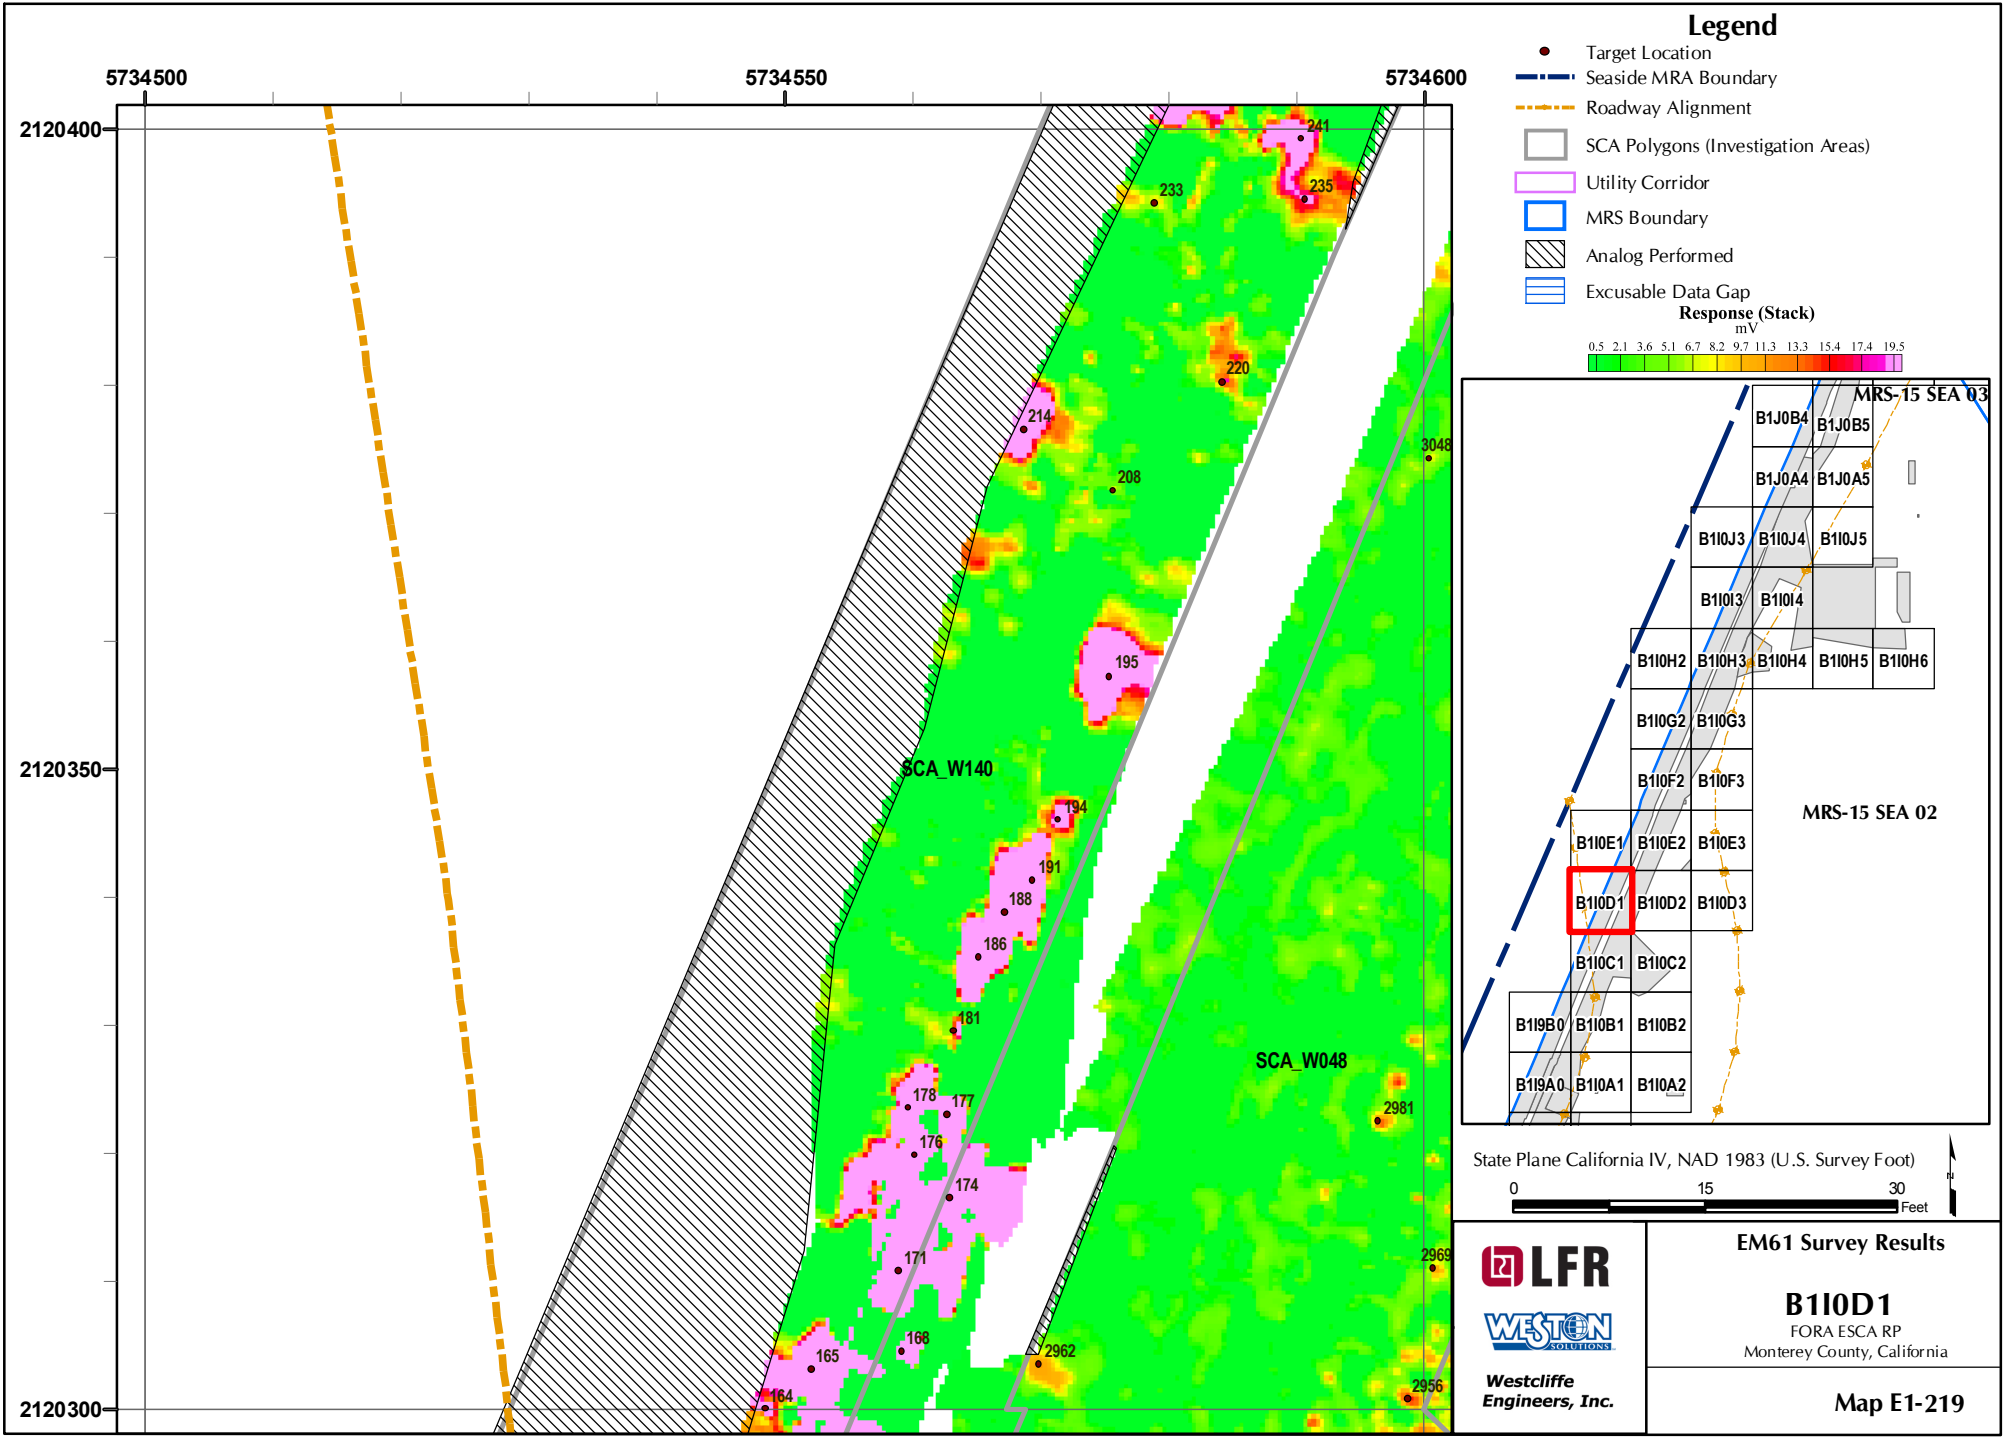 Legend
Target Location
Seaside MRA Boundary
Roadway Alignment
SCA Polygons (Investigation Areas)
Utility Corridor
MRS Boundary
Analog Performed
Excusable Data Gap
Response (Stack)
mV
0.5 2.1 3.6 5.1 6.7 8.2 9.7 11.3 13.3 15.4 17.4 19.5
5734500 5734550 5734600
2120400
2120350
2120300
241
235
233
220
214
3048
208
195
SCA_W140
194
191
188
186
181
SCA_W048
178
177
2981
176
174
171
2969
168
2962
165
2956
164
MRS-15 SEA 03
B1J0B4 B1J0B5
B1J0A4 B1J0A5
B1I0J3 B1I0J4 B1I0J5
B1I0I3 B1I0I4
B1I0H2 B1I0H3 B1I0H4 B1I0H5 B1I0H6
B1I0G2 B1I0G3
B1I0F2 B1I0F3
MRS-15 SEA 02
B1I0E1 B1I0E2 B1I0E3
B1I0D1 B1I0D2 B1I0D3
B1I0C1 B1I0C2
B1I9B0 B1I0B1 B1I0B2
B1I9A0 B1I0A1 B1I0A2
State Plane California IV, NAD 1983 (U.S. Survey Foot)
0 15 30
Feet
N
LFR
WESTON
SOLUTIONS
Westcliffe
Engineers, Inc.
EM61 Survey Results
B1I0D1
FORA ESCA RP
Monterey County, California
Map E1-219